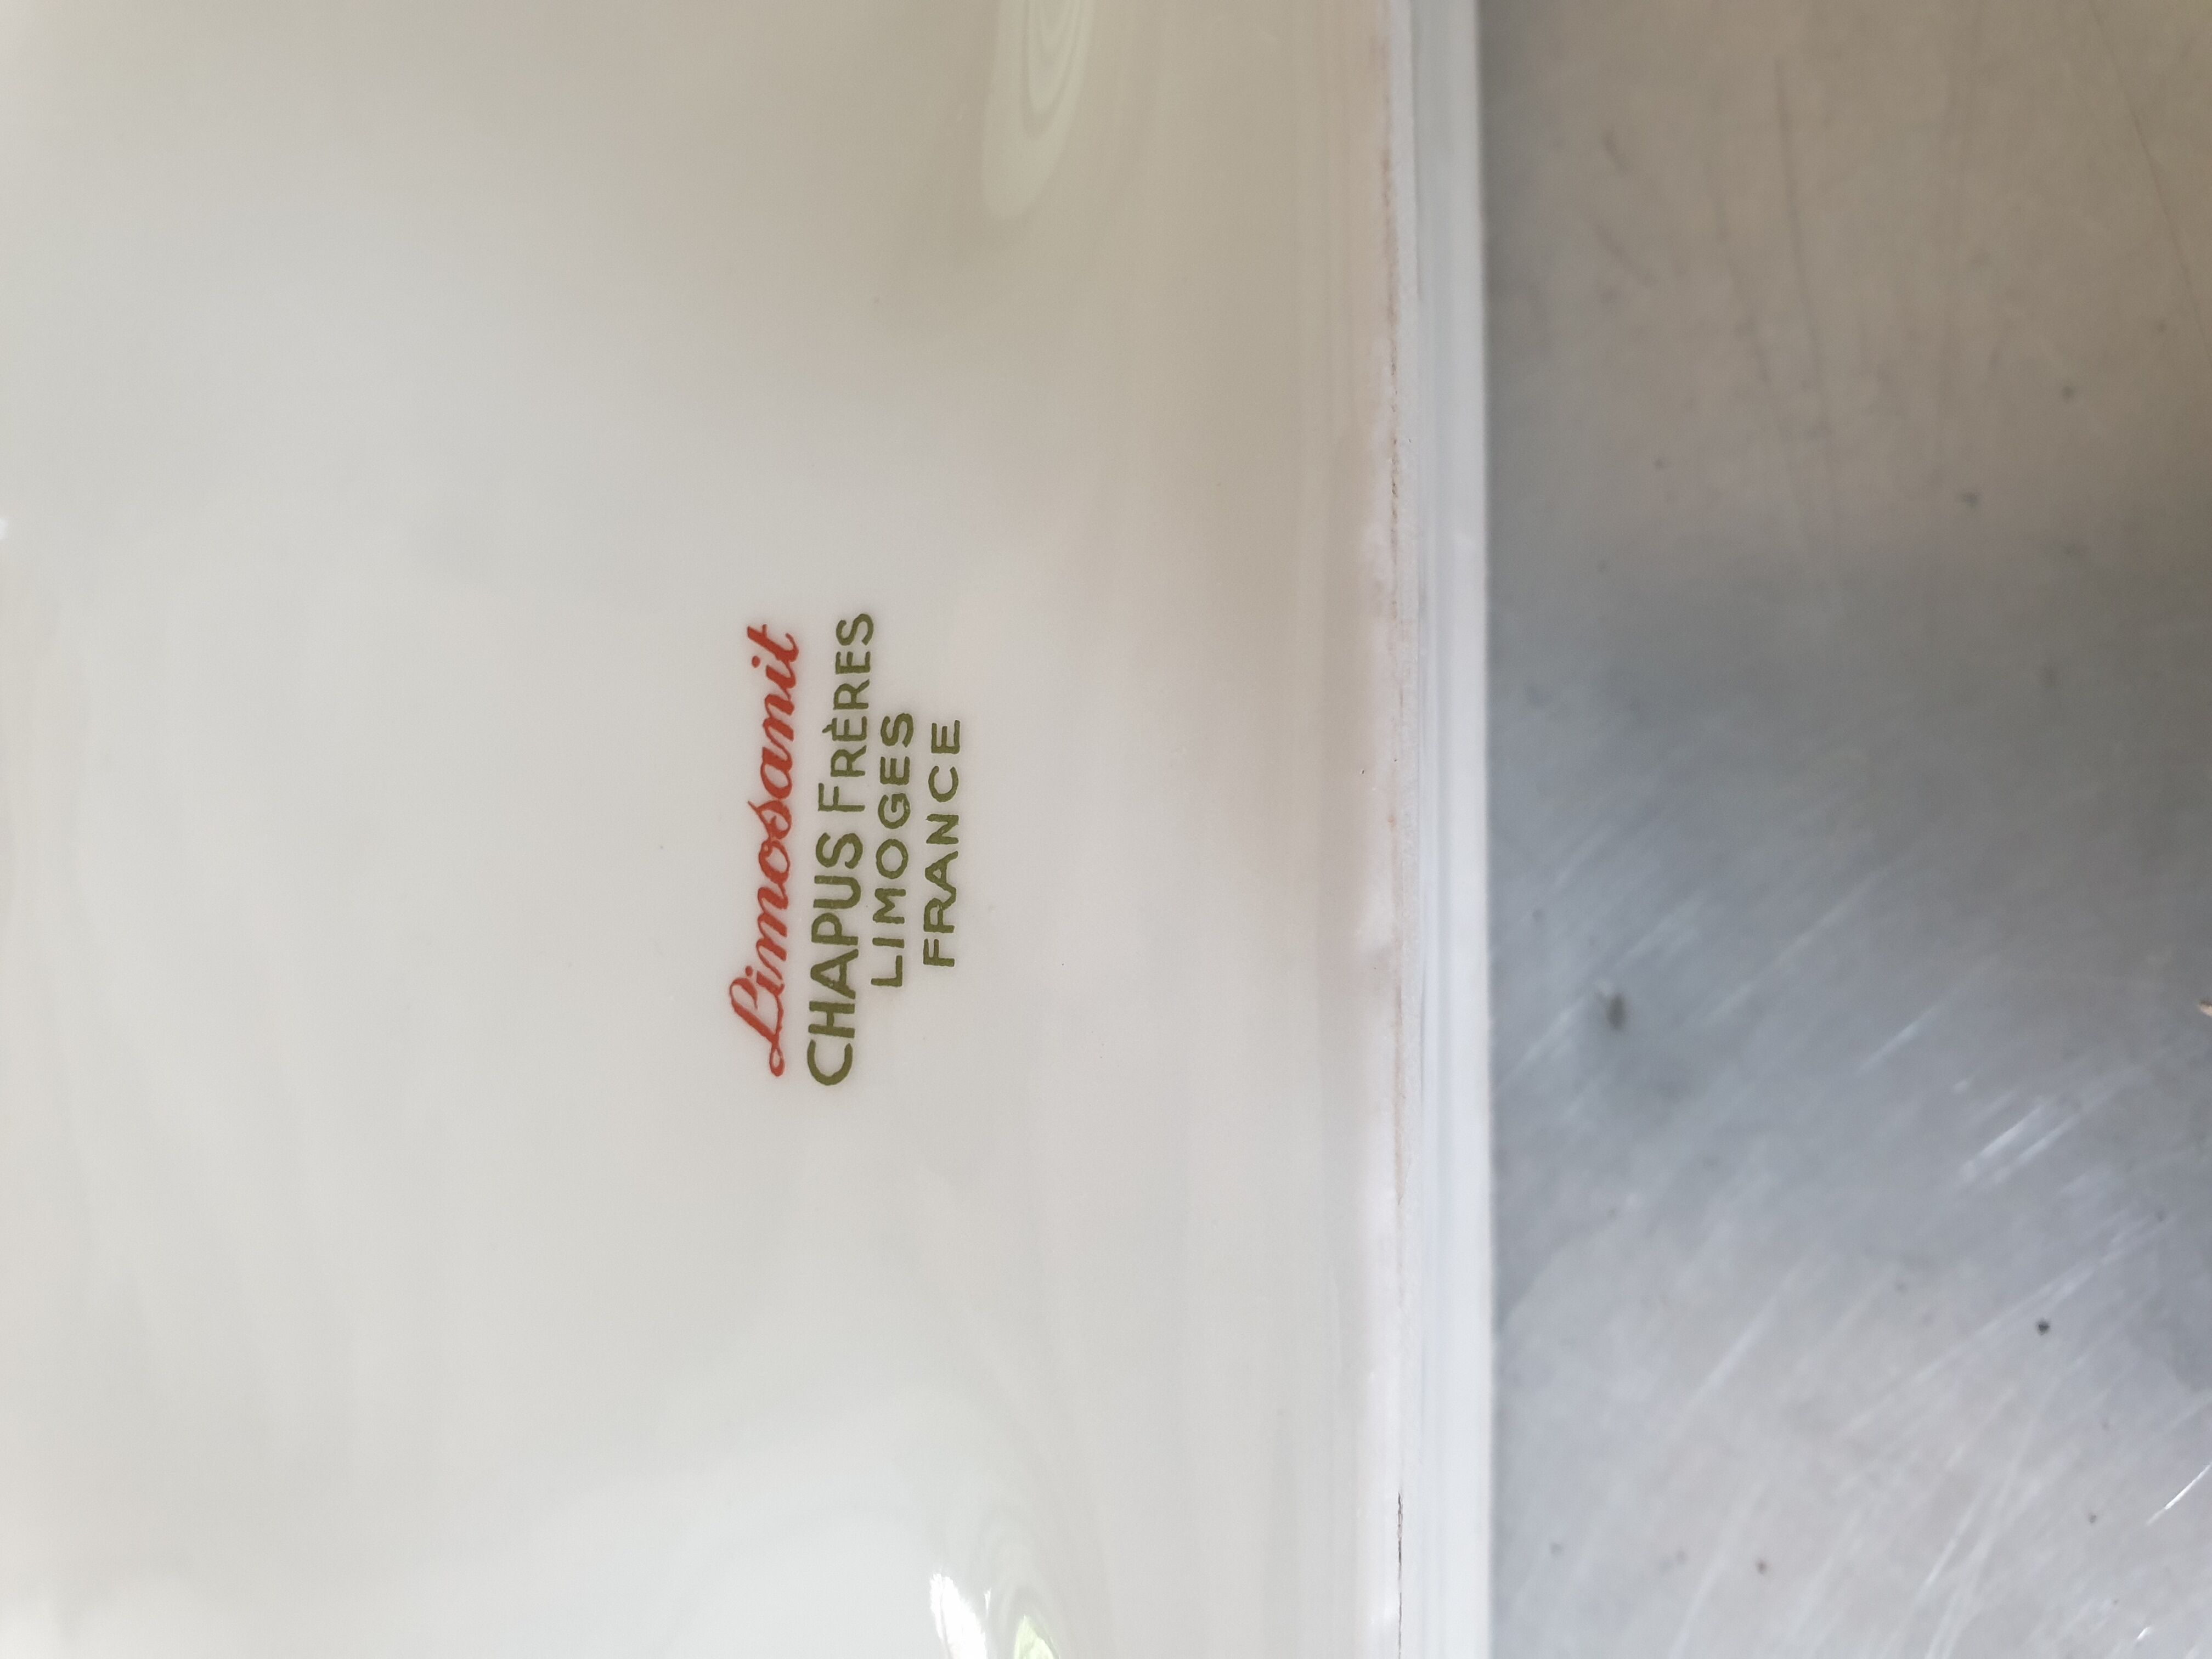 Limosanit
CHAPUS FRÈRES
LIMOGES
FRANCE